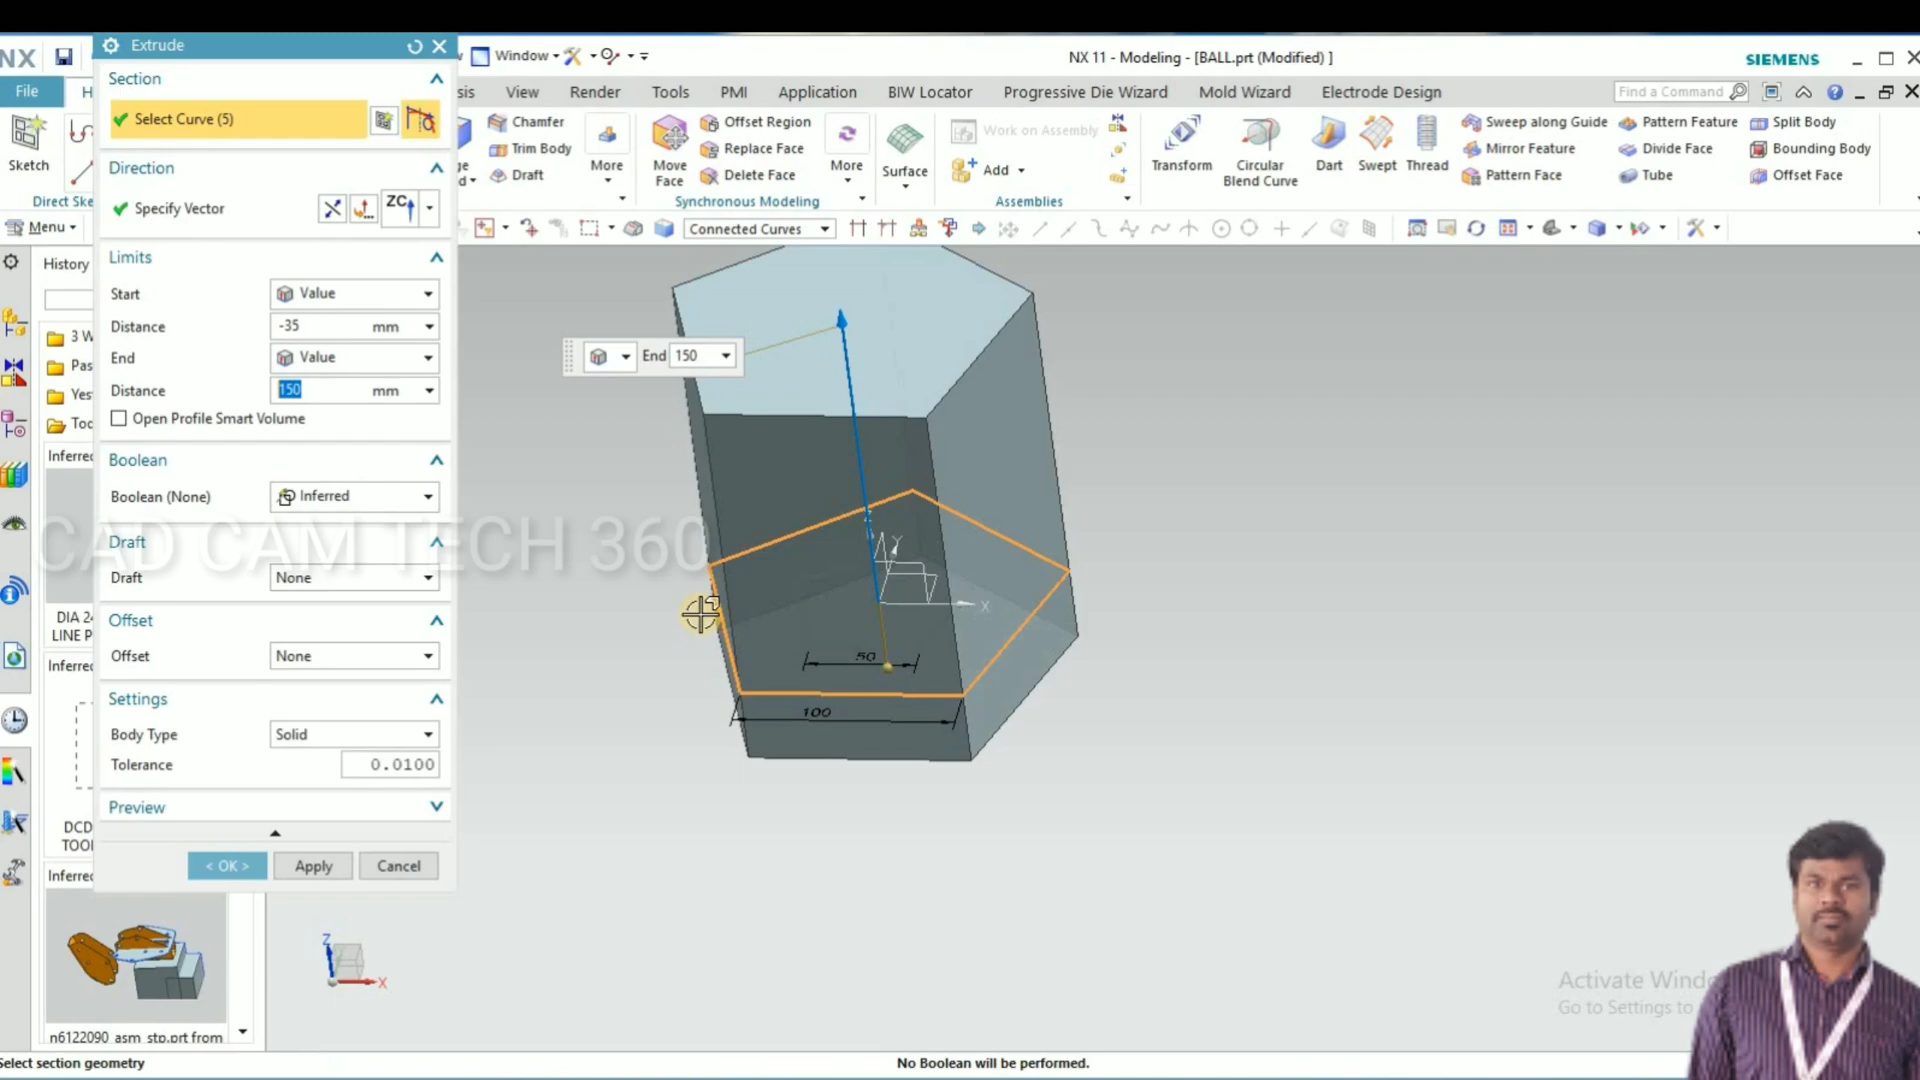 NX
Window
NX 11 - Modeling - [BALL.prt (Modified) ]
SIEMENS
File
View
Render
Tools
PMI
Application
BIW Locator
Progressive Die Wizard
Mold Wizard
Electrode Design
Find a Command
Sketch
Direct Ske
Chamfer
Trim Body
Draft
More
Move
Face
Offset Region
Replace Face
Delete Face
More
Synchronous Modeling
Surface
Work on Assembly
Add
Assemblies
Transform
Circular
Blend Curve
Dart
Swept
Thread
Sweep along Guide
Mirror Feature
Pattern Face
Pattern Feature
Divide Face
Tube
Split Body
Bounding Body
Offset Face
Menu
Connected Curves
History
3 W
Pas
Yes
Toc
Inferred
DIA 24
LINE P
Inferred
DCD
TOO
Inferred
n6122090_asm_stp.prt from
Extrude
Section
Select Curve (5)
Direction
Specify Vector
ZC
Limits
Start
Value
Distance
-35
mm
End
Value
Distance
150
mm
Open Profile Smart Volume
Boolean
Boolean (None)
Inferred
Draft
Draft
None
Offset
Offset
None
Settings
Body Type
Solid
Tolerance
0.0100
Preview
< OK >
Apply
Cancel
End 150
Y
X
50
100
CAD CAM TECH 360
Z
X
Activate Windo
Go to Settings to
Select section geometry
No Boolean will be performed.